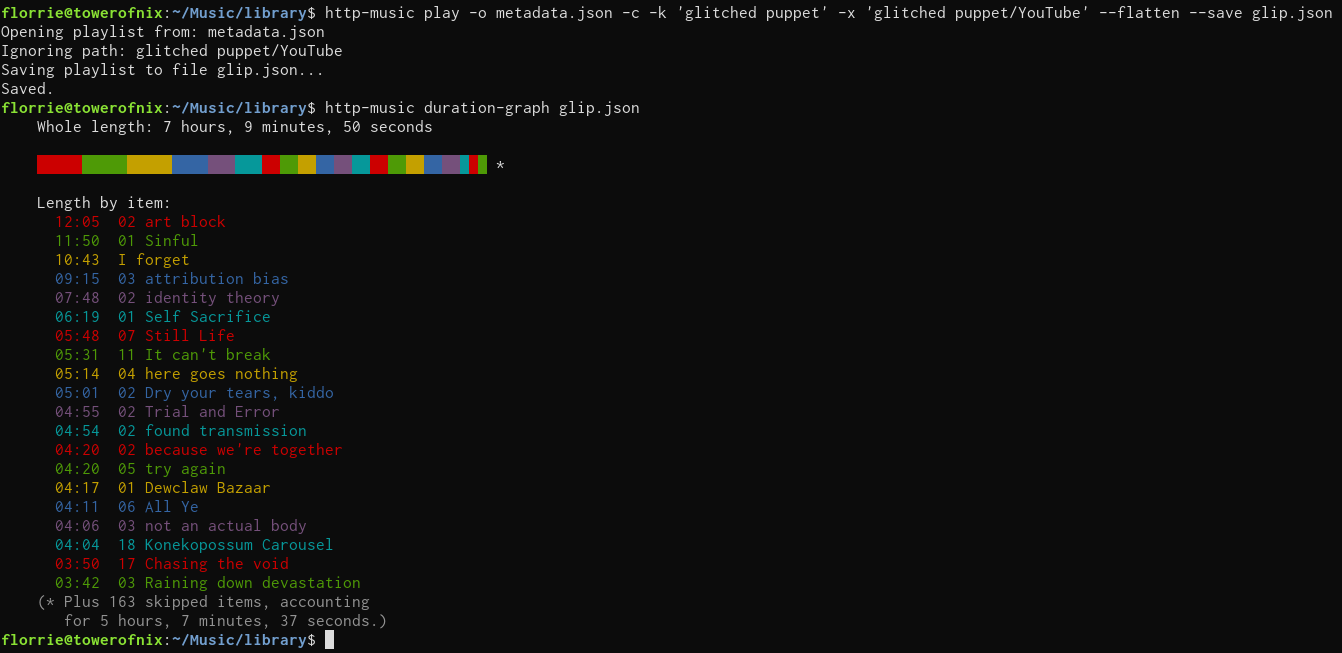 florrie@towerofnix:~/Music/library$ http-music play -o metadata.json -c -k 'glitched puppet' -x 'glitched puppet/YouTube' --flatten --save glip.json
Opening playlist from: metadata.json
Ignoring path: glitched puppet/YouTube
Saving playlist to file glip.json...
Saved.
florrie@towerofnix:~/Music/library$ http-music duration-graph glip.json
Whole length: 7 hours, 9 minutes, 50 seconds
*
Length by item:
12:05  02 art block
11:50  01 Sinful
10:43  I forget
09:15  03 attribution bias
07:48  02 identity theory
06:19  01 Self Sacrifice
05:48  07 Still Life
05:31  11 It can't break
05:14  04 here goes nothing
05:01  02 Dry your tears, kiddo
04:55  02 Trial and Error
04:54  02 found transmission
04:20  02 because we're together
04:20  05 try again
04:17  01 Dewclaw Bazaar
04:11  06 All Ye
04:06  03 not an actual body
04:04  18 Konekopossum Carousel
03:50  17 Chasing the void
03:42  03 Raining down devastation
(* Plus 163 skipped items, accounting
for 5 hours, 7 minutes, 37 seconds.)
florrie@towerofnix:~/Music/library$